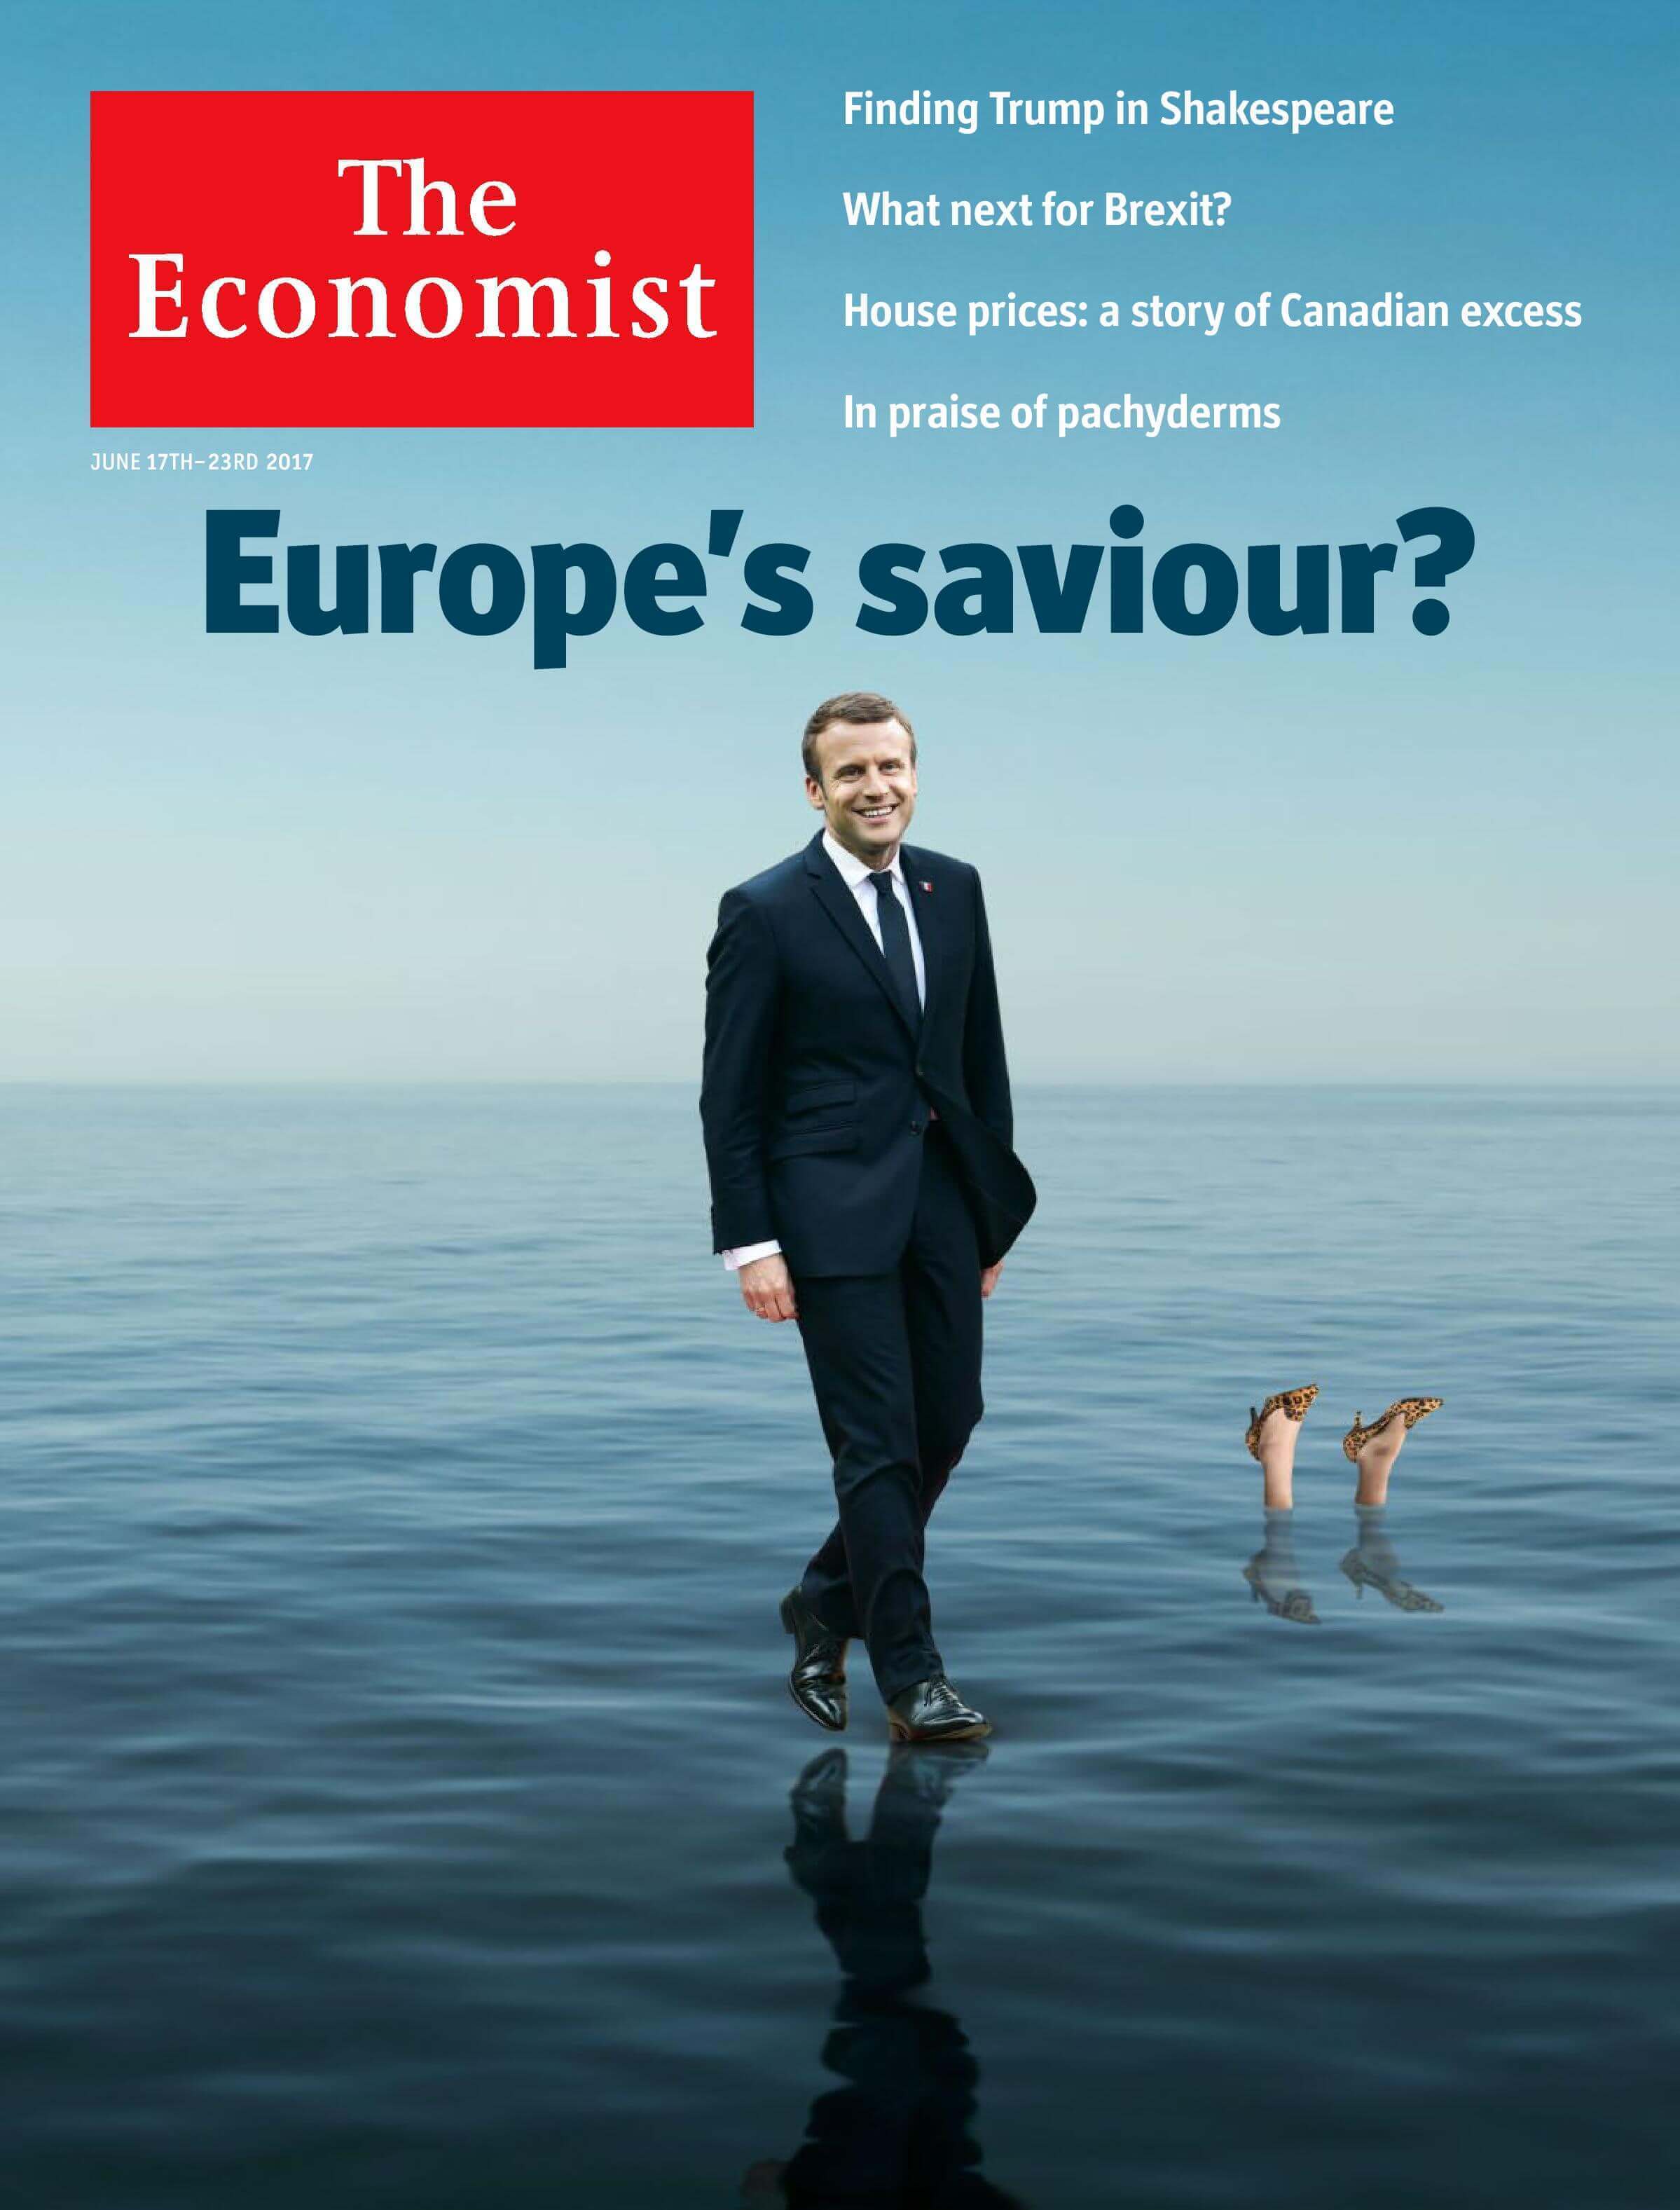 The
Economist
JUNE 17TH–23RD 2017
Finding Trump in Shakespeare
What next for Brexit?
House prices: a story of Canadian excess
In praise of pachyderms
Europe's saviour?